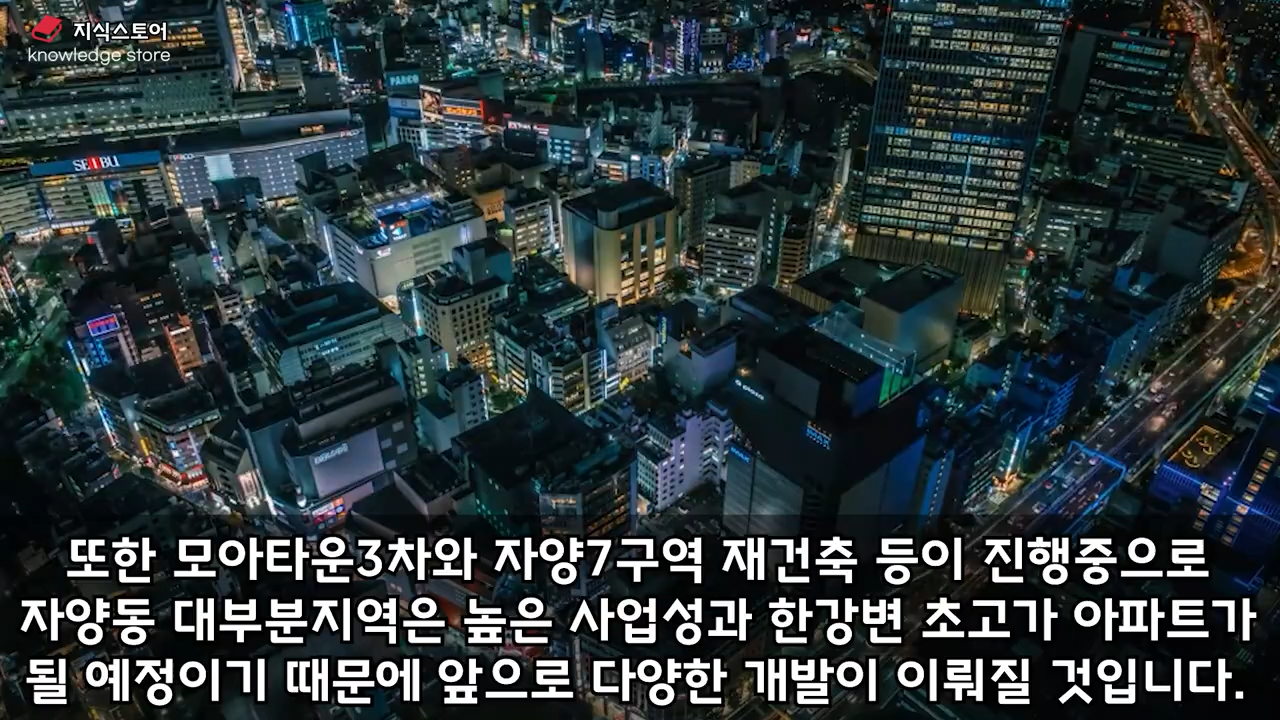 지식스토어
knowledge store
PARCO
SEIBU
또한 모아타운3차와 자양7구역 재건축 등이 진행중으로
자양동 대부분지역은 높은 사업성과 한강변 초고가 아파트가
될 예정이기 때문에 앞으로 다양한 개발이 이뤄질 것입니다.